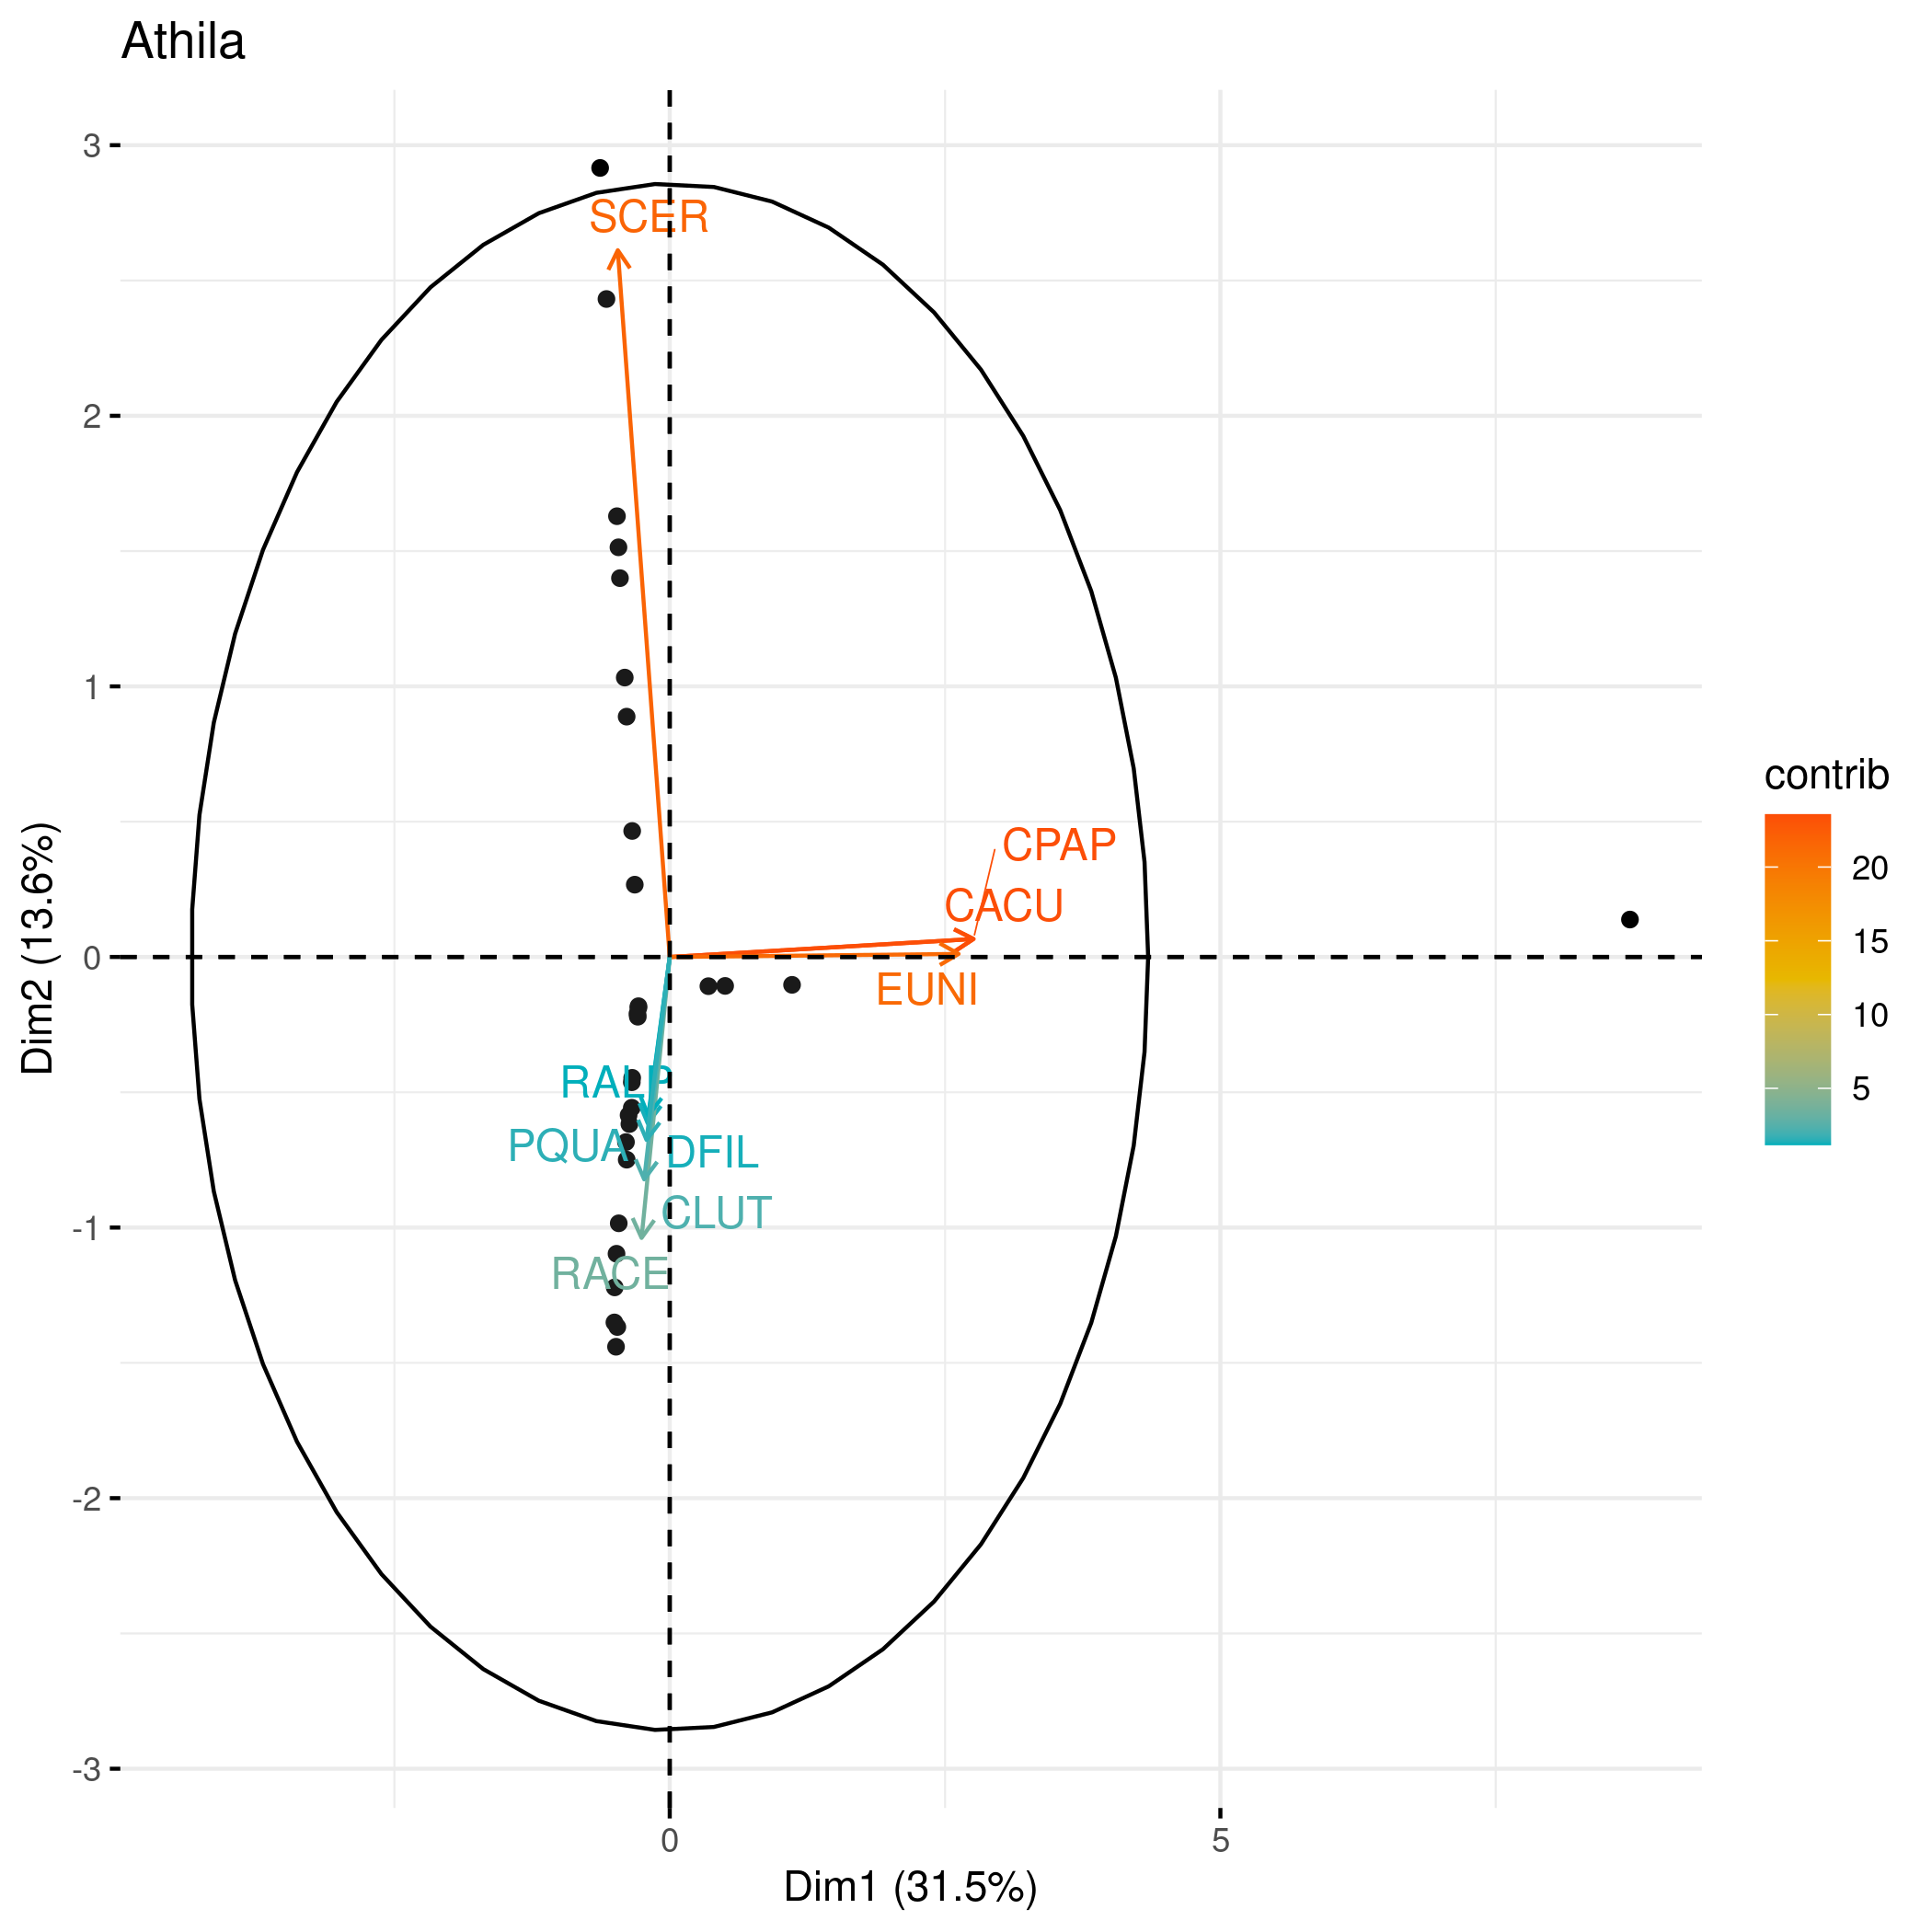 Athila
3
2
1
0
-1
-2
-3
Dim2 (13.6%)
SCER
CPAP
CACU
EUNI
RALP
PQUA
DFIL
CLUT
RACE
0
5
Dim1 (31.5%)
contrib
20
15
10
5